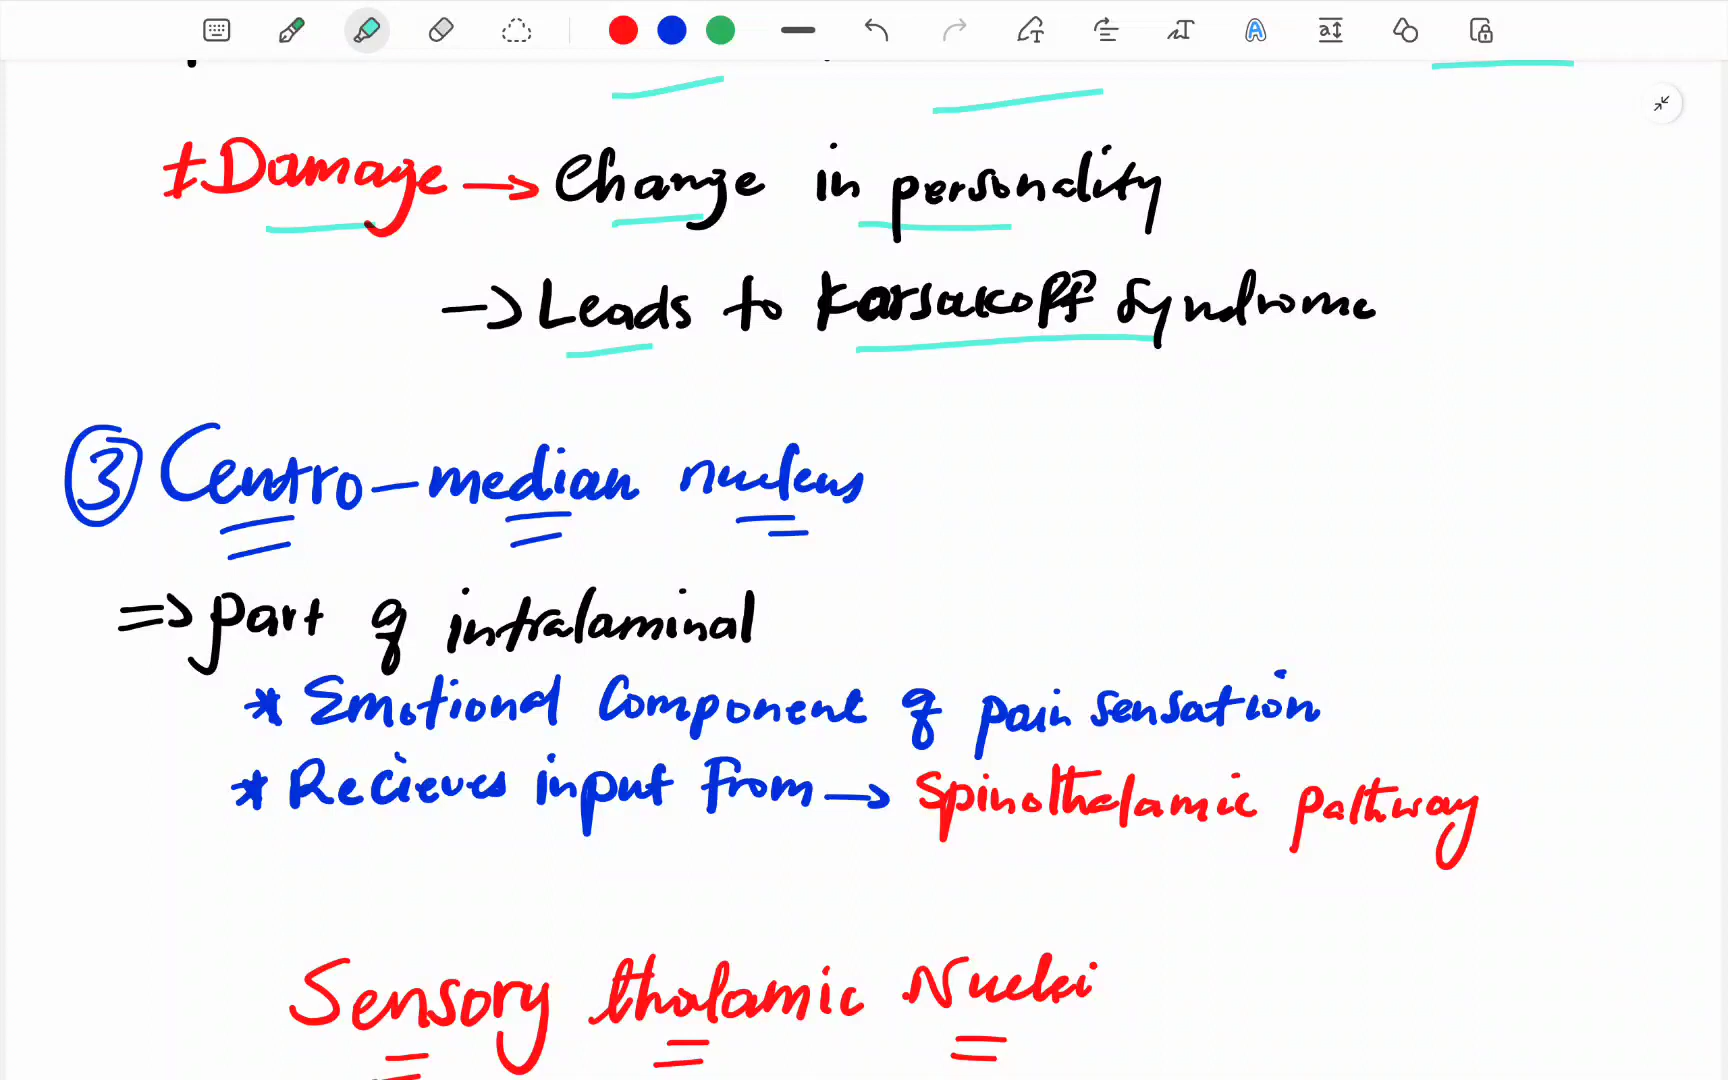 ‡Damage → Change in personality
→ Leads to Karsakoff Syndrome
③ Centro-median nucleus
=> part of intralaminal
* Emotional Component of pain sensation
* Recieves input from → Spinothalamic pathway
Sensory thalamic Nuclei